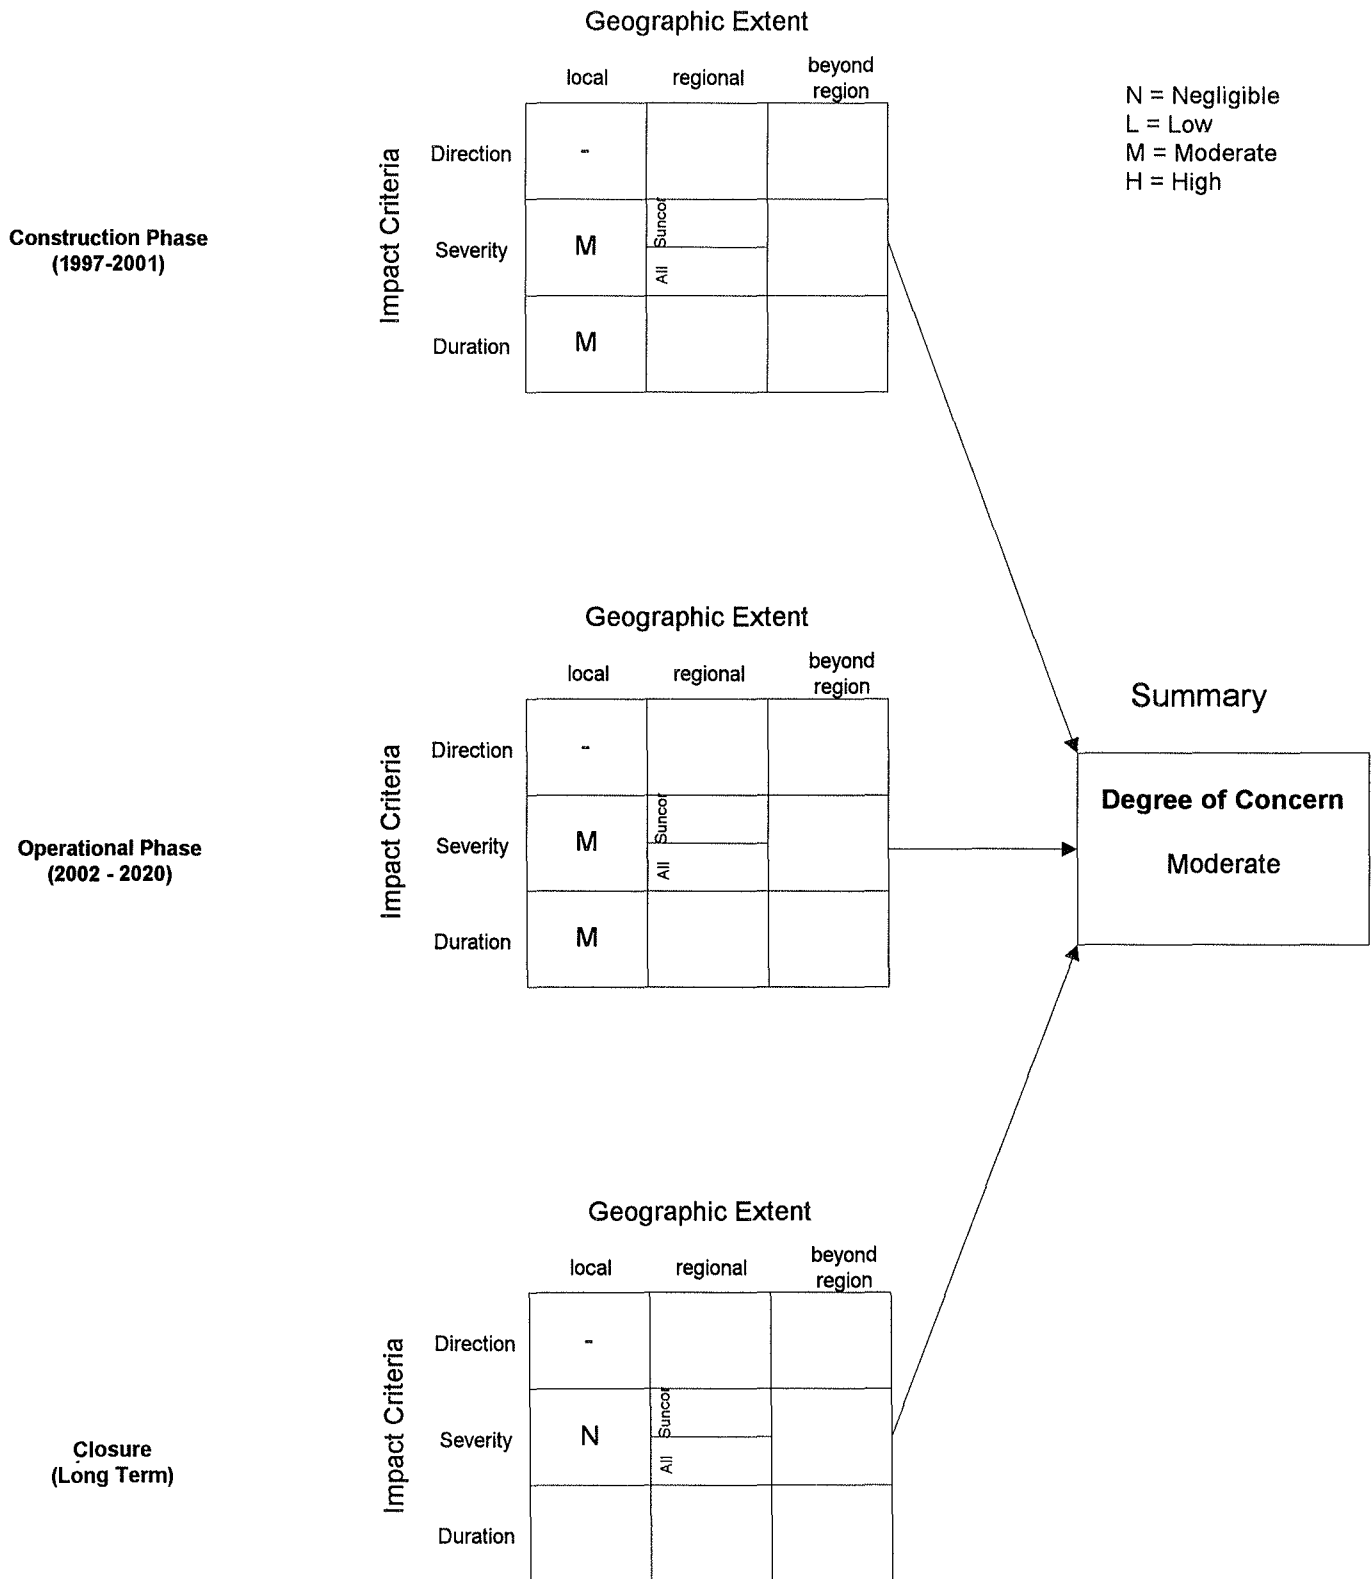 Geographic Extent
local regional beyond
region
N = Negligible
L = Low
M = Moderate
H = High
Construction Phase
(1997-2001)
Impact Criteria
Direction -
Severity M Suncor
All
Duration M
Geographic Extent
local regional beyond
region
Operational Phase
(2002 - 2020)
Impact Criteria
Direction -
Severity M Suncor
All
Duration M
Summary
Degree of Concern
Moderate
Geographic Extent
local regional beyond
region
Closure
(Long Term)
Impact Criteria
Direction -
Severity N Suncor
All
Duration